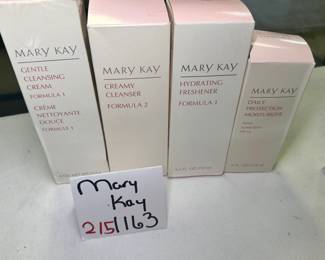 MARY KAY
GENTLE
CLEANSING
CREAM
FORMULA 1
CRÈME
NETTOYANTE
DOUCE
FORMULE 1
MARY KAY
CREAMY
CLEANSER
FORMULA 2
MARY KAY
HYDRATING
FRESHENER
FORMULA 1
MARY KAY
DAILY
PROTECTION
MOISTURIZER
Mary
Kay
215/163